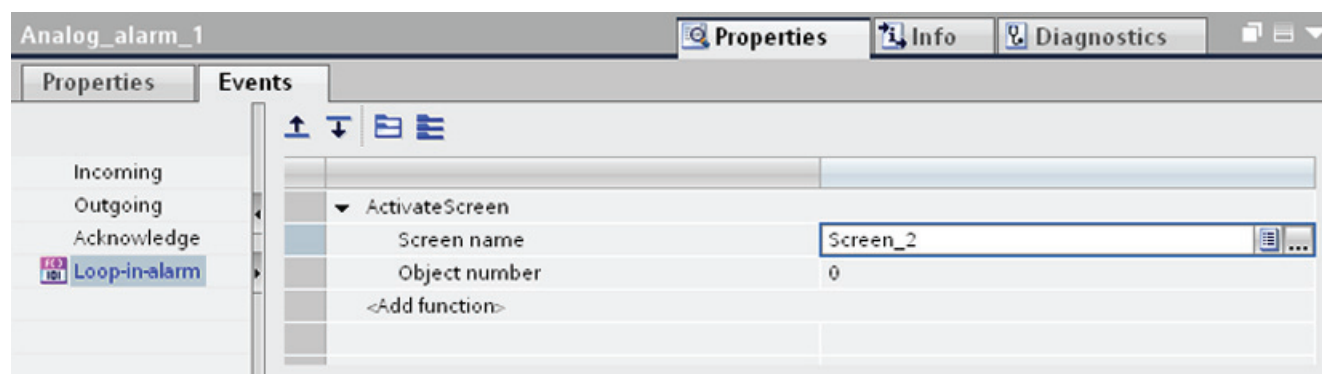 Analog_alarm_1 Properties Info Diagnostics
Properties Events
Incoming
Outgoing
Acknowledge
Loop-in-alarm
ActivateScreen
Screen name Screen_2 ...
Object number 0
<Add function>